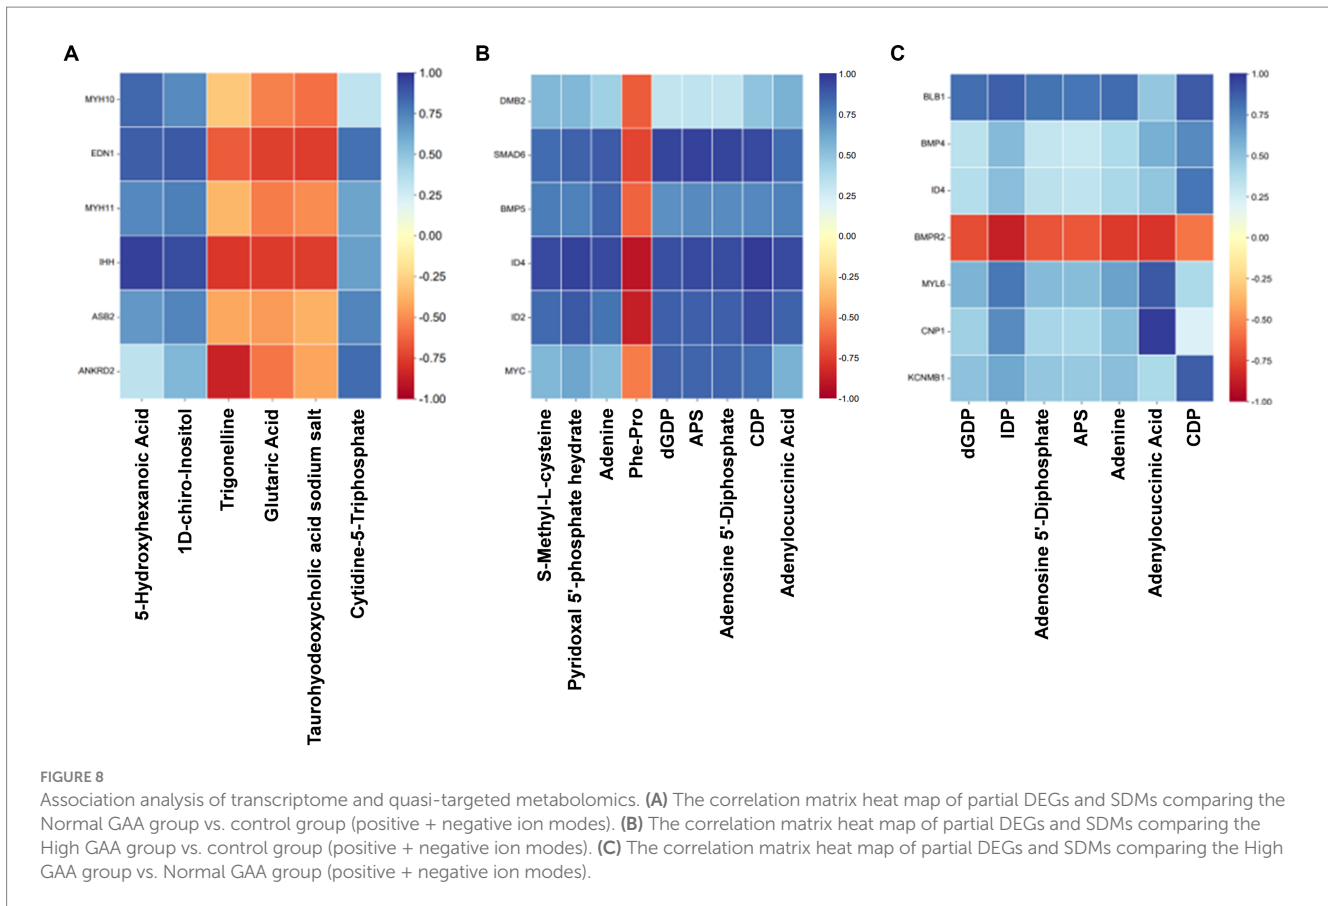 A
MYH10
EDN1
MYH11
IHH
ASB2
ANKRD2
5-Hydroxyhexanoic Acid
1D-chiro-Inositol
Trigonelline
Glutaric Acid
Taurohyodeoxycholic acid sodium salt
Cytidine-5-Triphosphate
1.00
0.75
0.50
0.25
0.00
-0.25
-0.50
-0.75
-1.00
B
DMB2
SMAD6
BMP5
ID4
ID2
MYC
S-Methyl-L-cysteine
Pyridoxal 5'-phosphate heydrate
Adenine
Phe-Pro
dGDP
APS
Adenosine 5'-Diphosphate
CDP
Adenylocuccinic Acid
1.00
0.75
0.50
0.25
0.00
-0.25
-0.50
-0.75
-1.00
C
BLB1
BMP4
ID4
BMPR2
MYL6
CNP1
KCNMB1
dGDP
IDP
Adenosine 5'-Diphosphate
APS
Adenine
Adenylocuccinic Acid
CDP
1.00
0.75
0.50
0.25
0.00
-0.25
-0.50
-0.75
-1.00
FIGURE 8
Association analysis of transcriptome and quasi-targeted metabolomics. (A) The correlation matrix heat map of partial DEGs and SDMs comparing the
Normal GAA group vs. control group (positive + negative ion modes). (B) The correlation matrix heat map of partial DEGs and SDMs comparing the
High GAA group vs. control group (positive + negative ion modes). (C) The correlation matrix heat map of partial DEGs and SDMs comparing the High
GAA group vs. Normal GAA group (positive + negative ion modes).